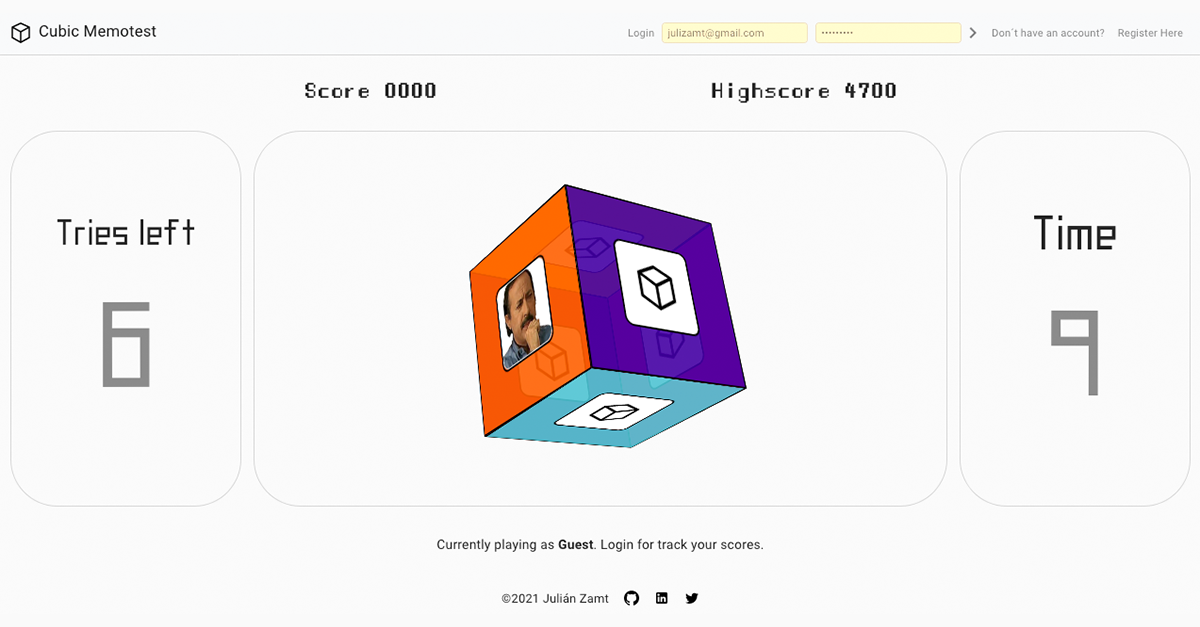 Cubic Memotest
Login julizamt@gmail.com ••••••••• Don´t have an account? Register Here
Score 0000
Highscore 4700
Tries left
6
Time
9
Currently playing as Guest. Login for track your scores.
©2021 Julián Zamt